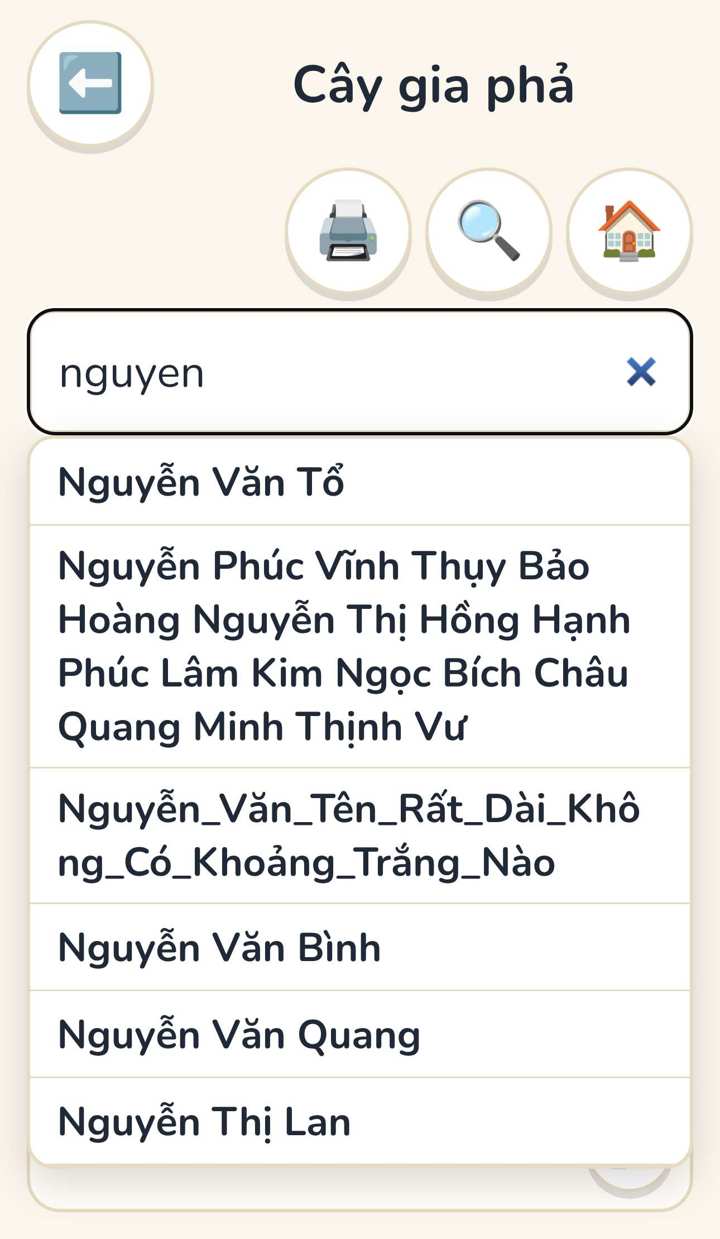 Cây gia phả
nguyen
Nguyễn Văn Tổ
Nguyễn Phúc Vĩnh Thụy Bảo
Hoàng Nguyễn Thị Hồng Hạnh
Phúc Lâm Kim Ngọc Bích Châu
Quang Minh Thịnh Vư
Nguyễn_Văn_Tên_Rất_Dài_Khô
ng_Có_Khoảng_Trắng_Nào
Nguyễn Văn Bình
Nguyễn Văn Quang
Nguyễn Thị Lan